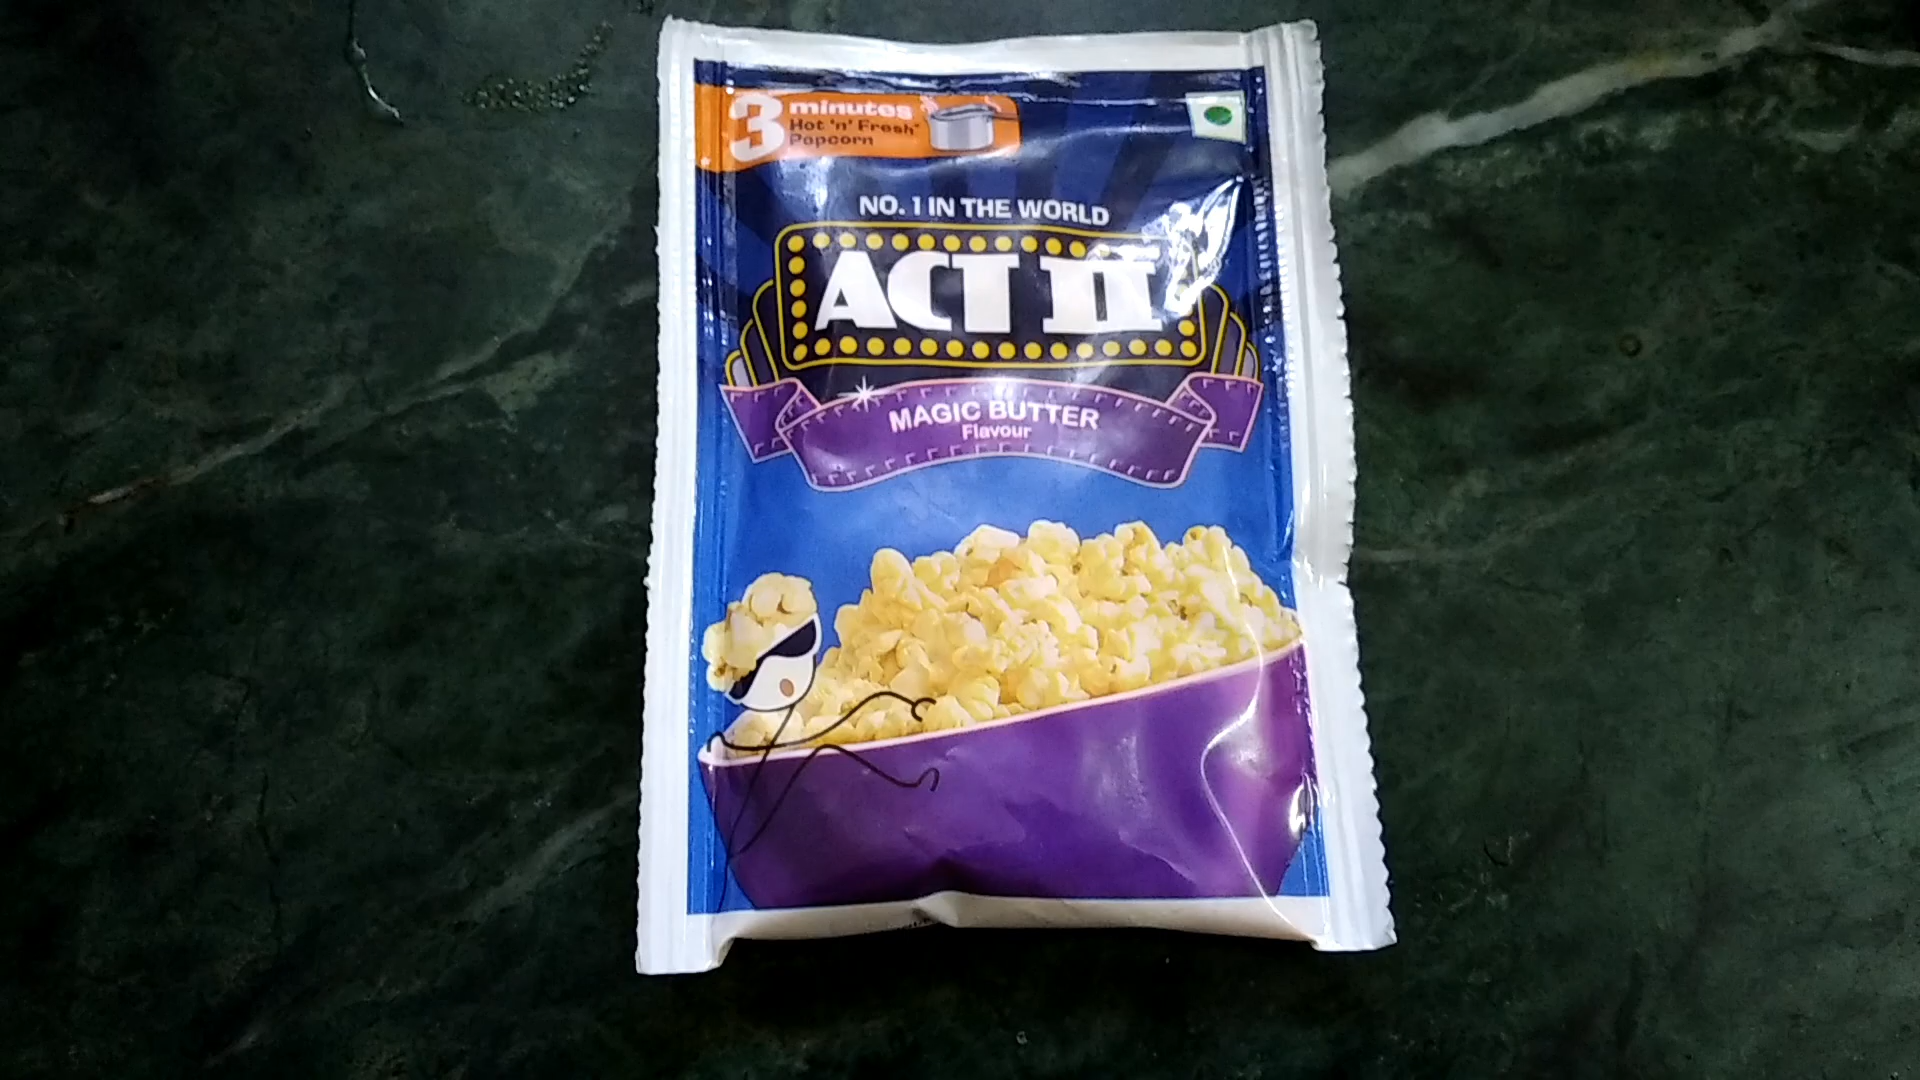 3 minutes
Hot 'n' Fresh*
Popcorn
NO. 1 IN THE WORLD
ACT II
MAGIC BUTTER
Flavour